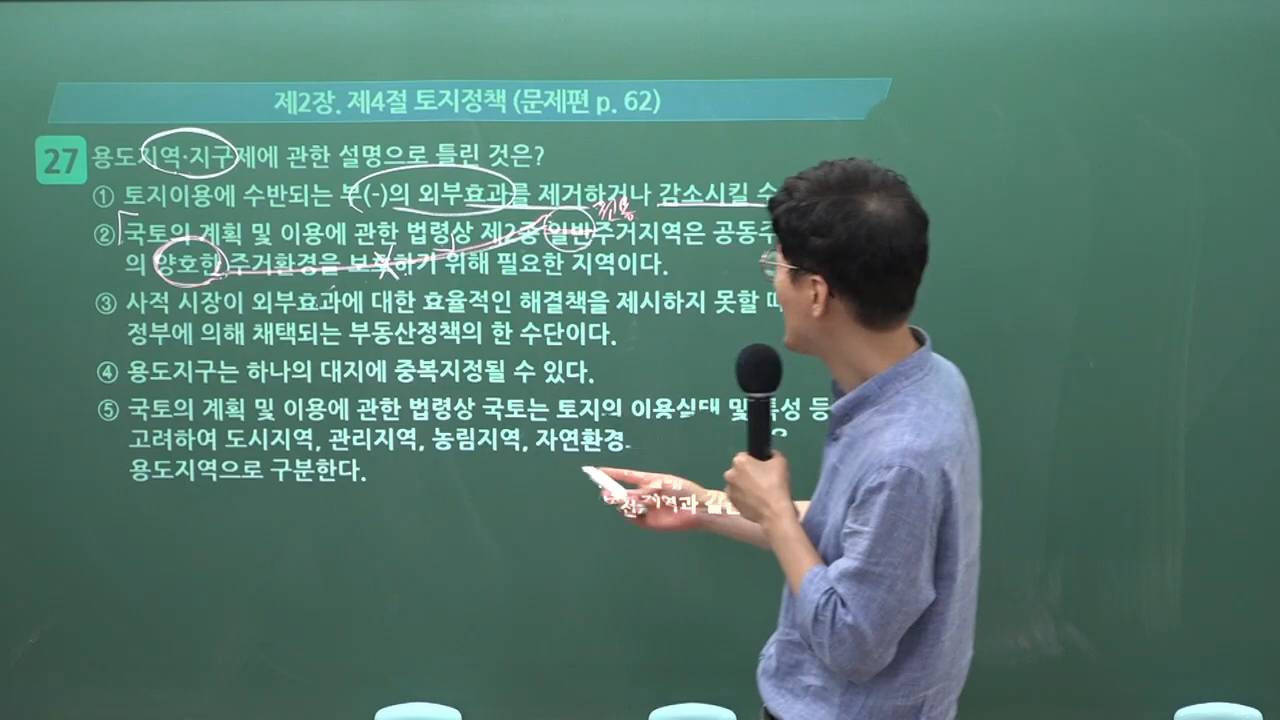 제2장. 제4절 토지정책 (문제편 p. 62)
27 용도지역·지구제에 관한 설명으로 틀린 것은?
① 토지이용에 수반되는 부(-)의 외부효과를 제거하거나 감소시킬 수
전용
② 국토의 계획 및 이용에 관한 법령상 제2종 일반주거지역은 공동주
의 양호한 주거환경을 보호하기 위해 필요한 지역이다.
③ 사적 시장이 외부효과에 대한 효율적인 해결책을 제시하지 못할 때
정부에 의해 채택되는 부동산정책의 한 수단이다.
④ 용도지구는 하나의 대지에 중복지정될 수 있다.
⑤ 국토의 계획 및 이용에 관한 법령상 국토는 토지의 이용실태 및 특성 등
고려하여 도시지역, 관리지역, 농림지역, 자연환경
용도지역으로 구분한다.